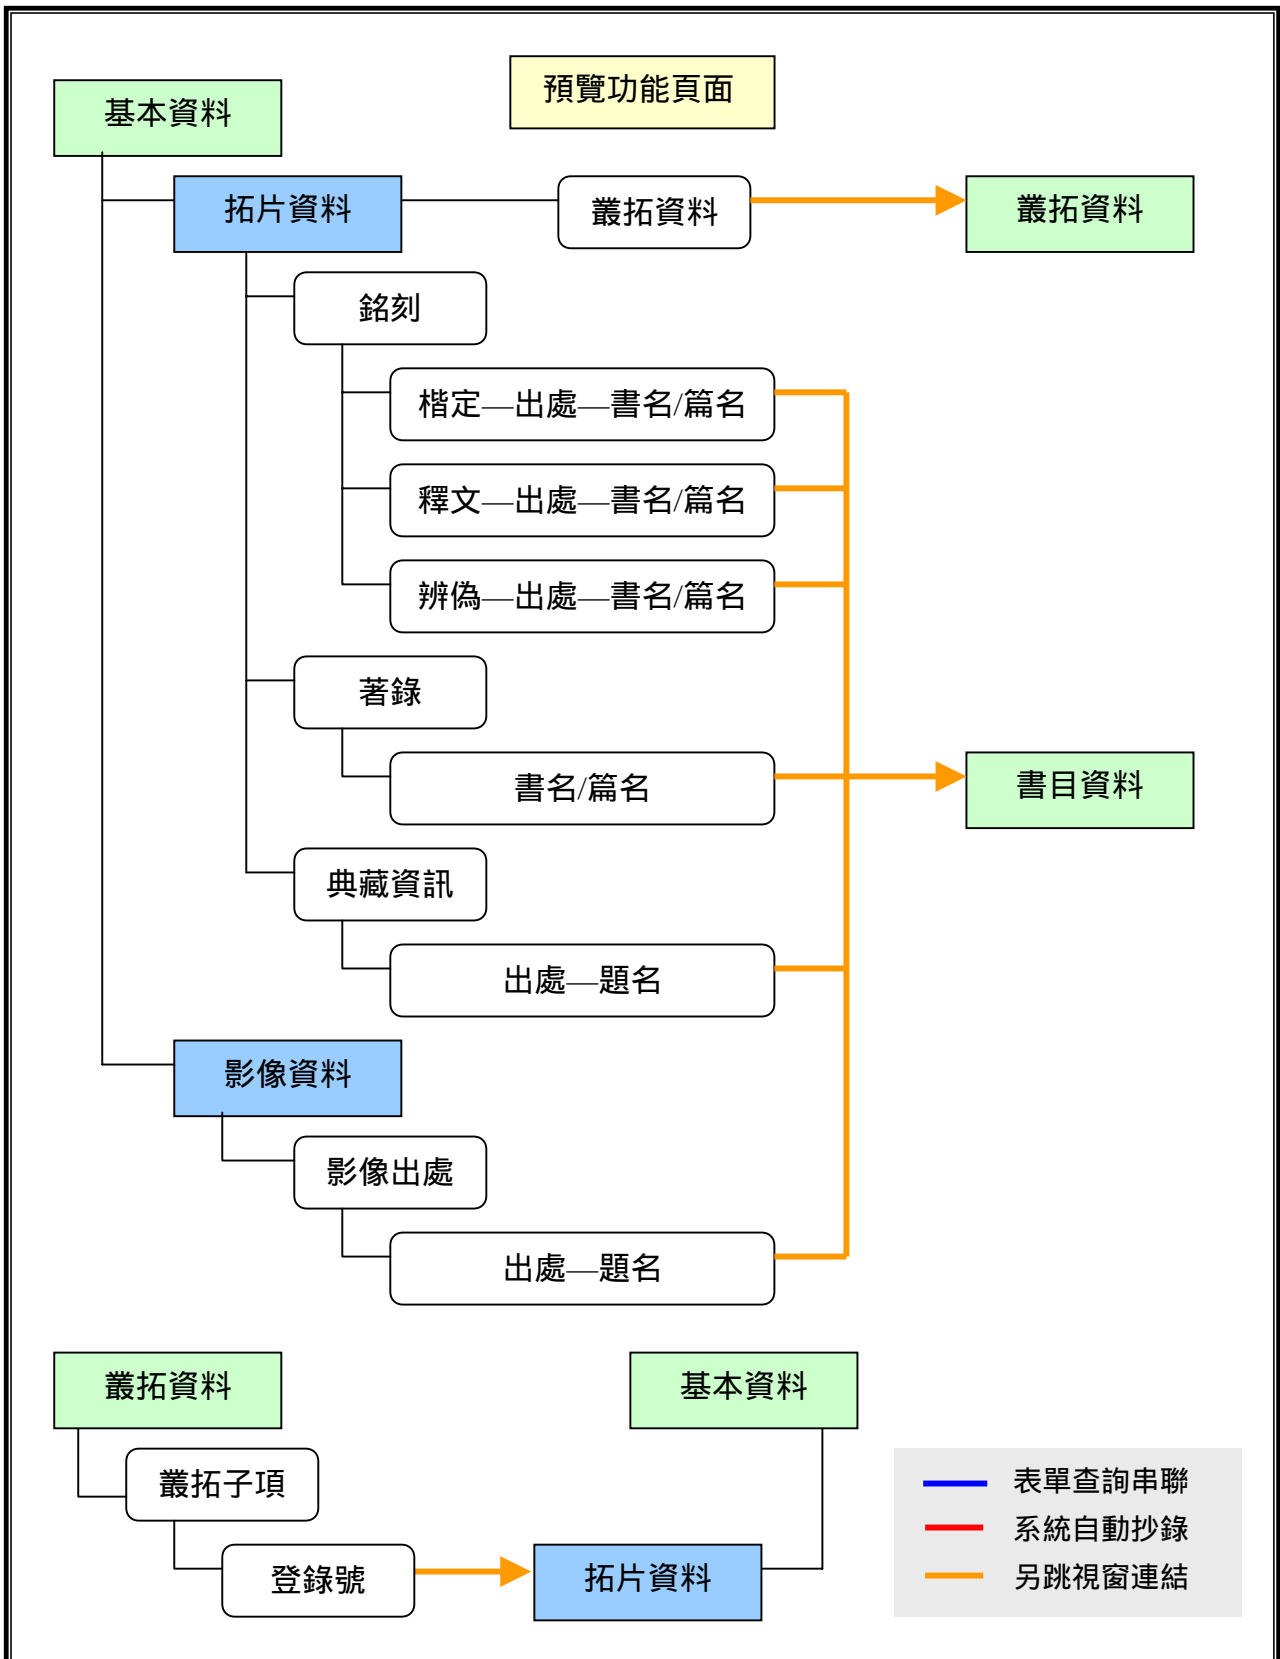 預覽功能頁面
基本資料
拓片資料
叢拓資料
叢拓資料
銘刻
楷定—出處—書名/篇名
釋文—出處—書名/篇名
辨偽—出處—書名/篇名
著錄
書名/篇名
書目資料
典藏資訊
出處—題名
影像資料
影像出處
出處—題名
叢拓資料
基本資料
叢拓子項
登錄號
拓片資料
表單查詢串聯
系統自動抄錄
另跳視窗連結